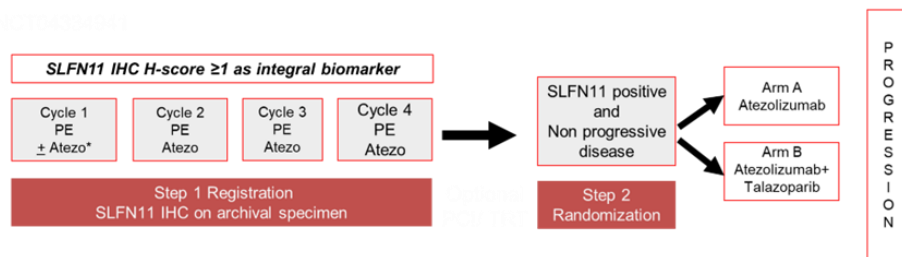 SLFN11 IHC H-score ≥1 as integral biomarker
Cycle 1
PE
± Atezo*
Cycle 2
PE
Atezo
Cycle 3
PE
Atezo
Cycle 4
PE
Atezo
Step 1 Registration
SLFN11 IHC on archival specimen
SLFN11 positive
and
Non progressive
disease
Step 2
Randomization
Arm A
Atezolizumab
Arm B
Atezolizumab+
Talazoparib
P
R
O
G
R
E
S
S
I
O
N